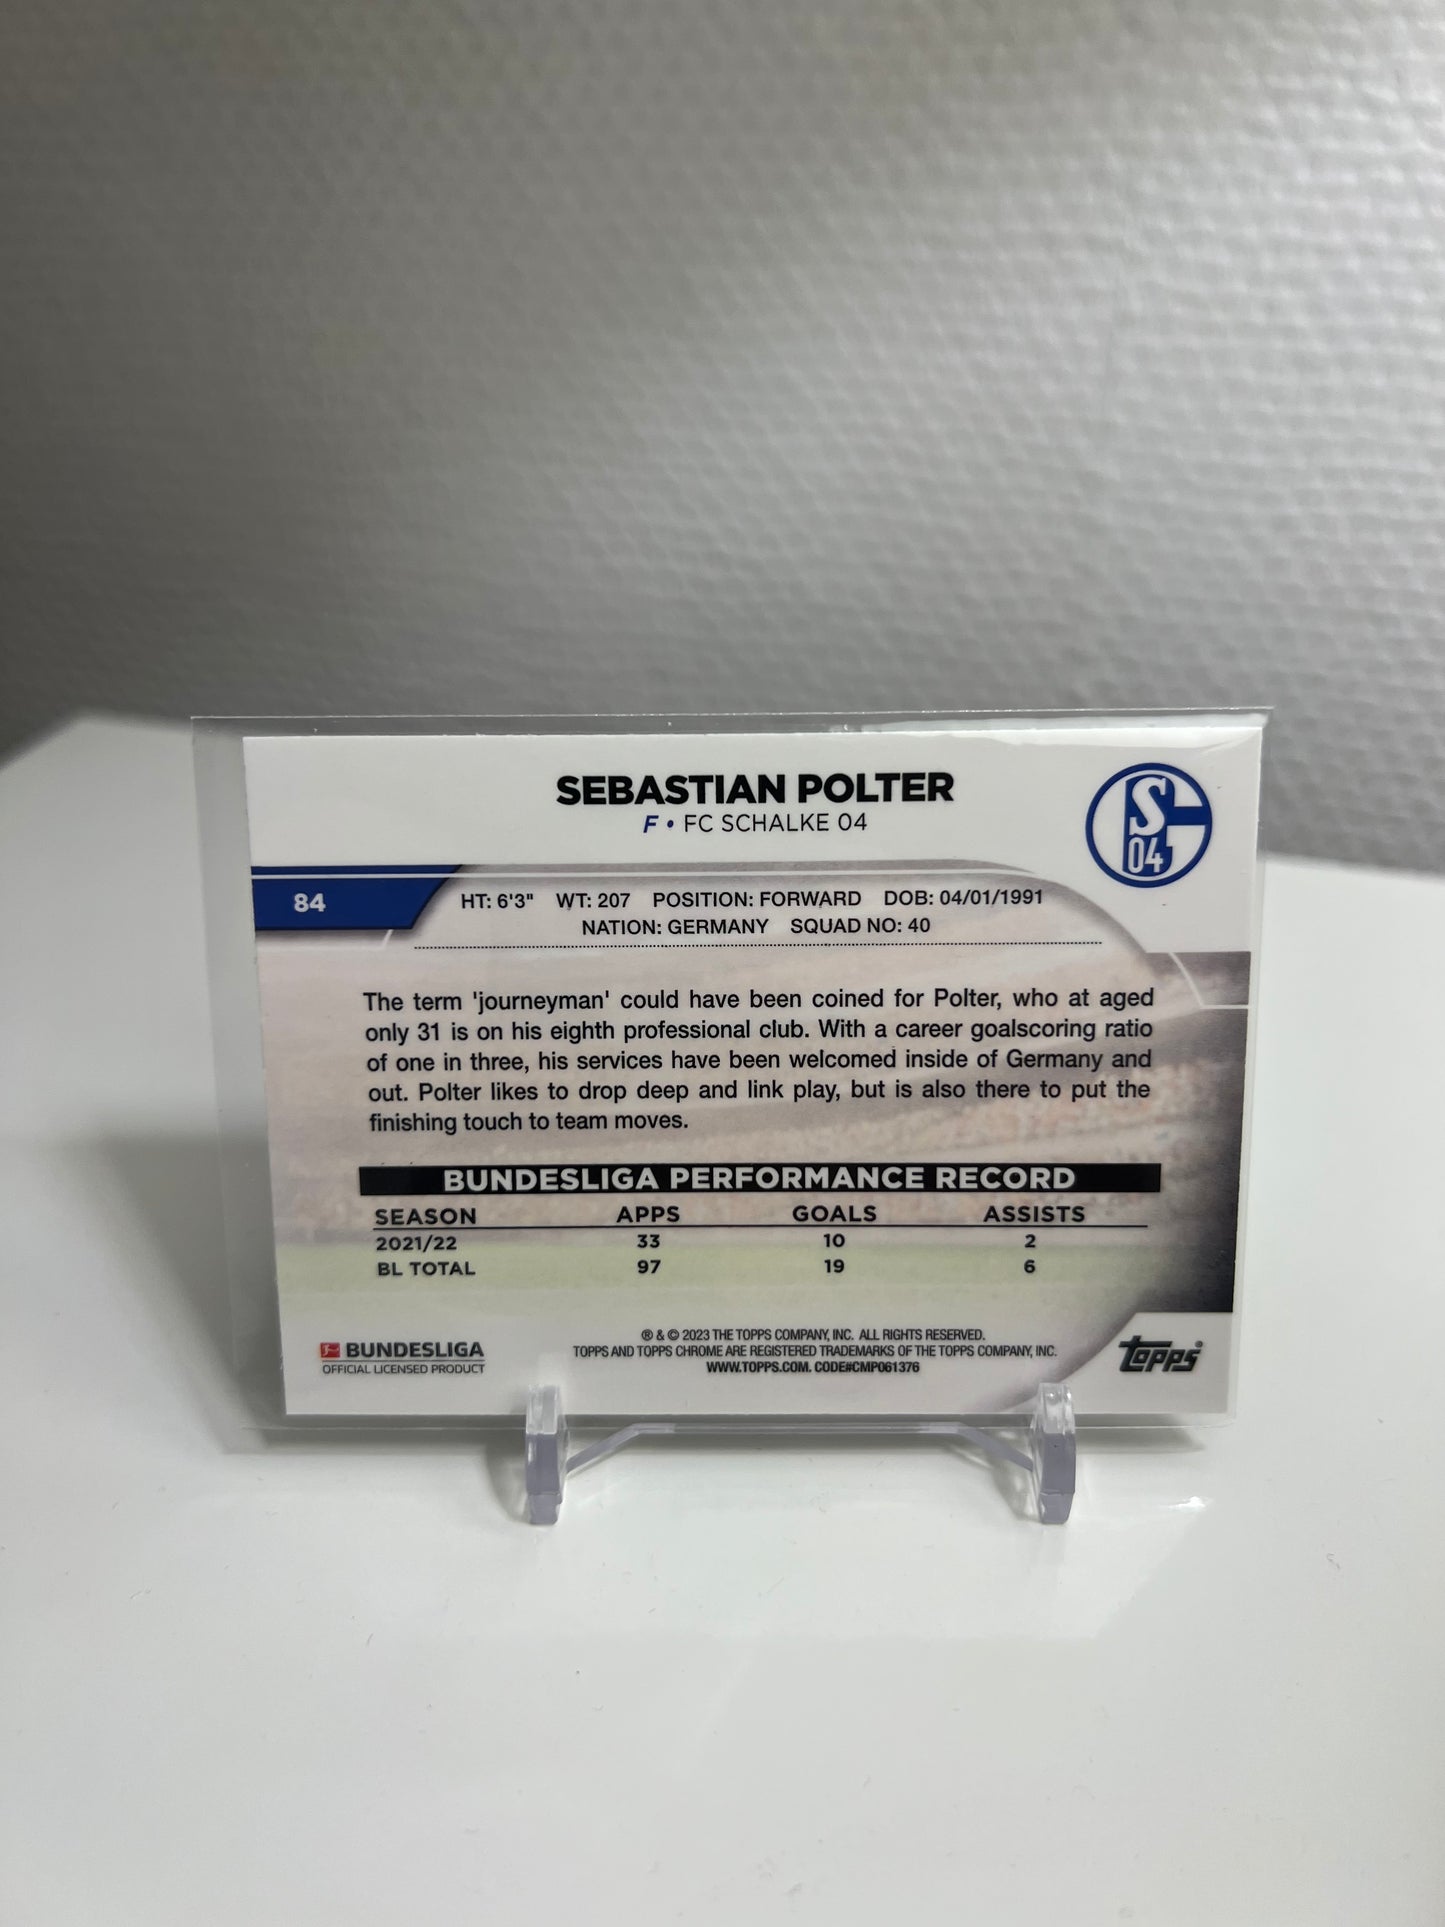 SEBASTIAN POLTER
F • FC SCHALKE 04
S
04
84
HT: 6'3" WT: 207 POSITION: FORWARD DOB: 04/01/1991
NATION: GERMANY SQUAD NO: 40
The term 'journeyman' could have been coined for Polter, who at aged
only 31 is on his eighth professional club. With a career goalscoring ratio
of one in three, his services have been welcomed inside of Germany and
out. Polter likes to drop deep and link play, but is also there to put the
finishing touch to team moves.
BUNDESLIGA PERFORMANCE RECORD
SEASON APPS GOALS ASSISTS
2021/22 33 10 2
BL TOTAL 97 19 6
BUNDESLIGA
OFFICIAL LICENSED PRODUCT
® & © 2023 THE TOPPS COMPANY, INC. ALL RIGHTS RESERVED.
TOPPS AND TOPPS CHROME ARE REGISTERED TRADEMARKS OF THE TOPPS COMPANY, INC.
WWW.TOPPS.COM. CODE#CMP061376
topps®